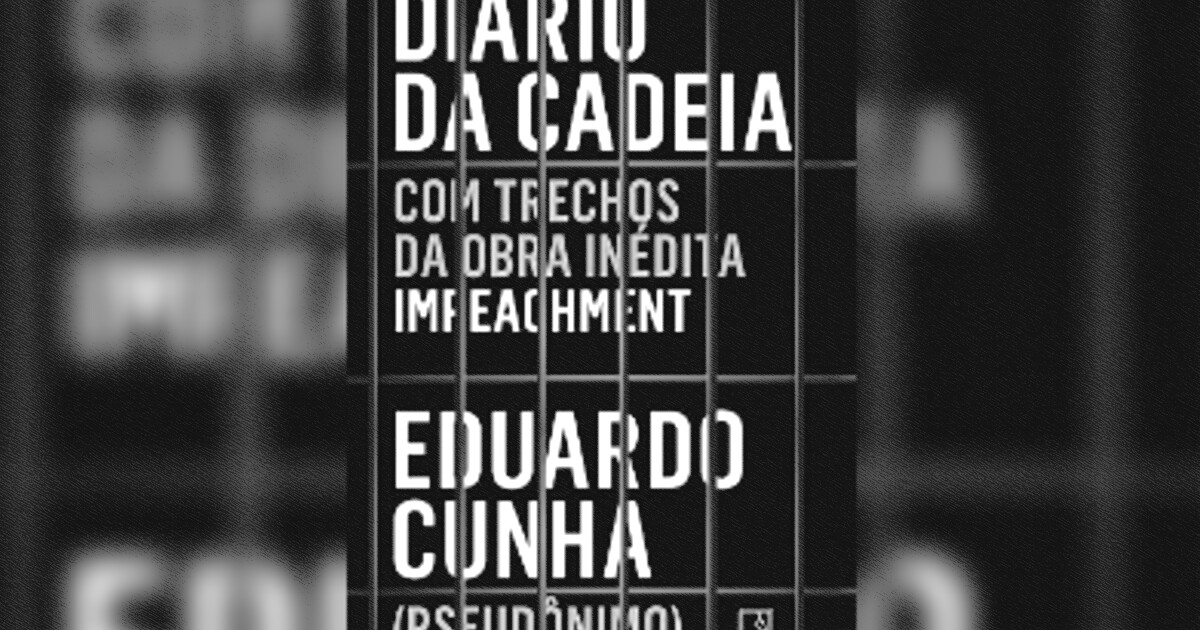 DIÁRIO
DA CADEIA
COM TRECHOS
DA OBRA INÉDITA
IMPEACHMENT
EDUARDO
CUNHA
(PSEUDÔNIMO)